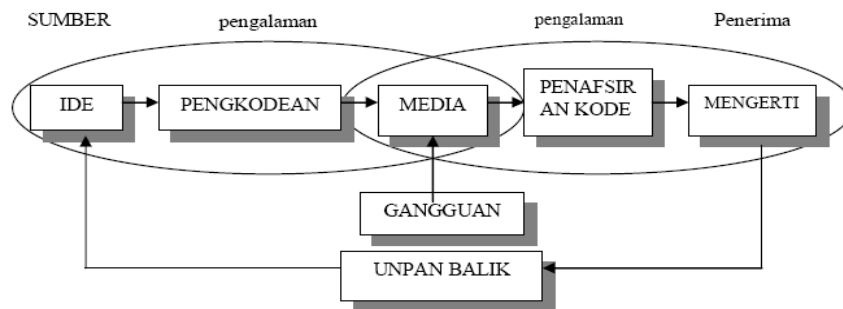 SUMBER pengalaman pengalaman Penerima
IDE PENGKODEAN MEDIA PENAFSIR
AN KODE MENGERTI
GANGGUAN
UNPAN BALIK